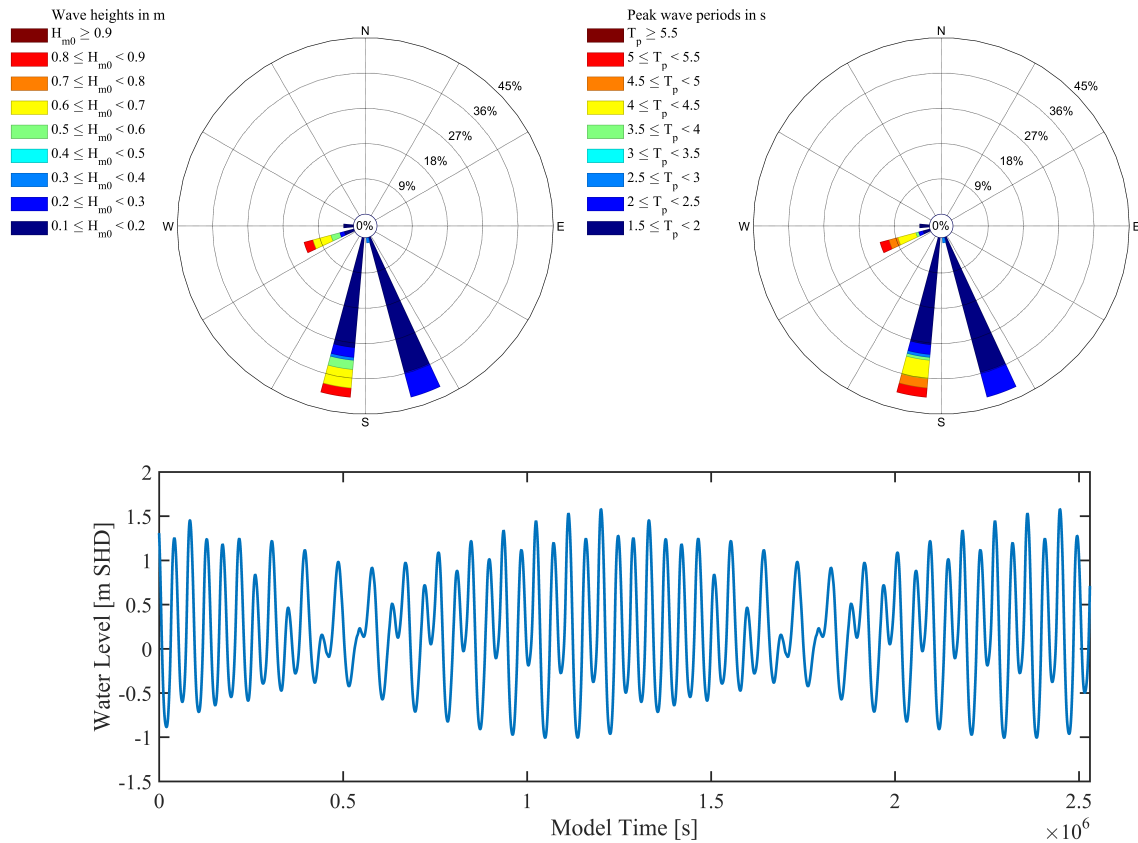 Wave heights in m
H_m0 ≥ 0.9
0.8 ≤ H_m0 < 0.9
0.7 ≤ H_m0 < 0.8
0.6 ≤ H_m0 < 0.7
0.5 ≤ H_m0 < 0.6
0.4 ≤ H_m0 < 0.5
0.3 ≤ H_m0 < 0.4
0.2 ≤ H_m0 < 0.3
0.1 ≤ H_m0 < 0.2
N
45%
36%
27%
18%
9%
0%
W
E
S
Peak wave periods in s
T_p ≥ 5.5
5 ≤ T_p < 5.5
4.5 ≤ T_p < 5
4 ≤ T_p < 4.5
3.5 ≤ T_p < 4
3 ≤ T_p < 3.5
2.5 ≤ T_p < 3
2 ≤ T_p < 2.5
1.5 ≤ T_p < 2
N
45%
36%
27%
18%
9%
0%
W
E
S
Water Level [m SHD]
2
1.5
1
0.5
0
-0.5
-1
-1.5
0
0.5
1
1.5
2
2.5
Model Time [s]
×10^6